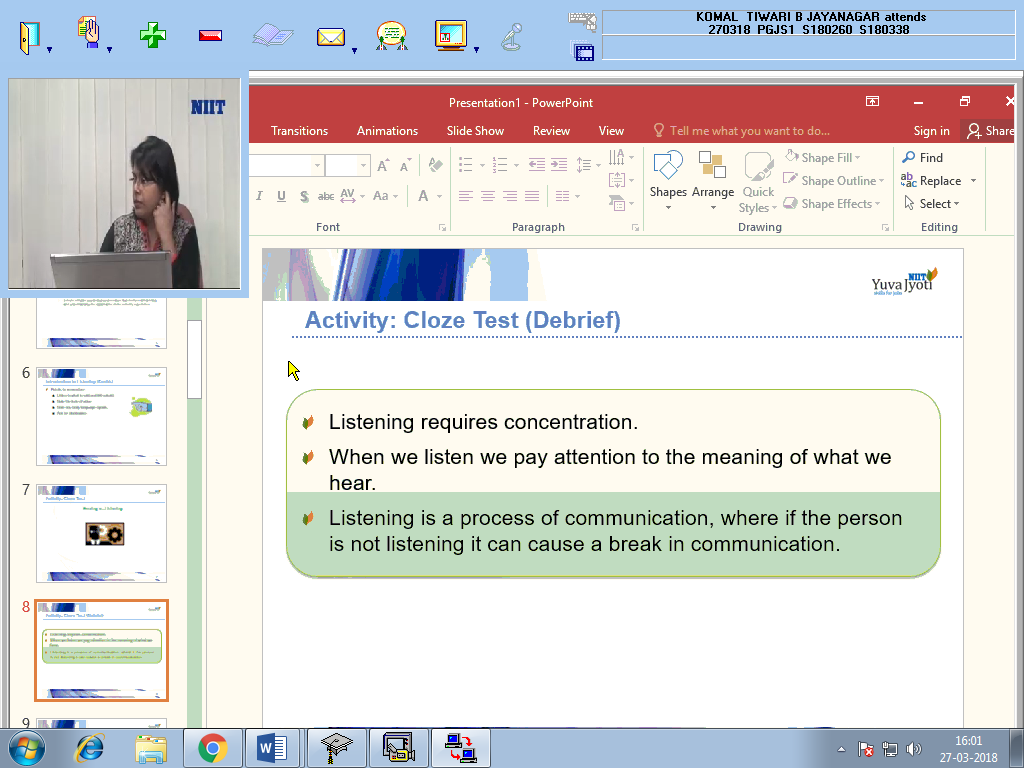 KOMAL TIWARI B JAYANAGAR attends
270318 PGJS1 S180260 S180338
NIIT
Presentation1 - PowerPoint
Transitions Animations Slide Show Review View Tell me what you want to do... Sign in Share
Shapes Arrange Quick Styles
Shape Fill
Shape Outline
Shape Effects
Find
Replace
Select
Font Paragraph Drawing Editing
NIIT
Yuva Jyoti
skills for jobs
Activity: Cloze Test (Debrief)
Listening requires concentration.
When we listen we pay attention to the meaning of what we
hear.
Listening is a process of communication, where if the person
is not listening it can cause a break in communication.
6
7
8
9
16:01
27-03-2018